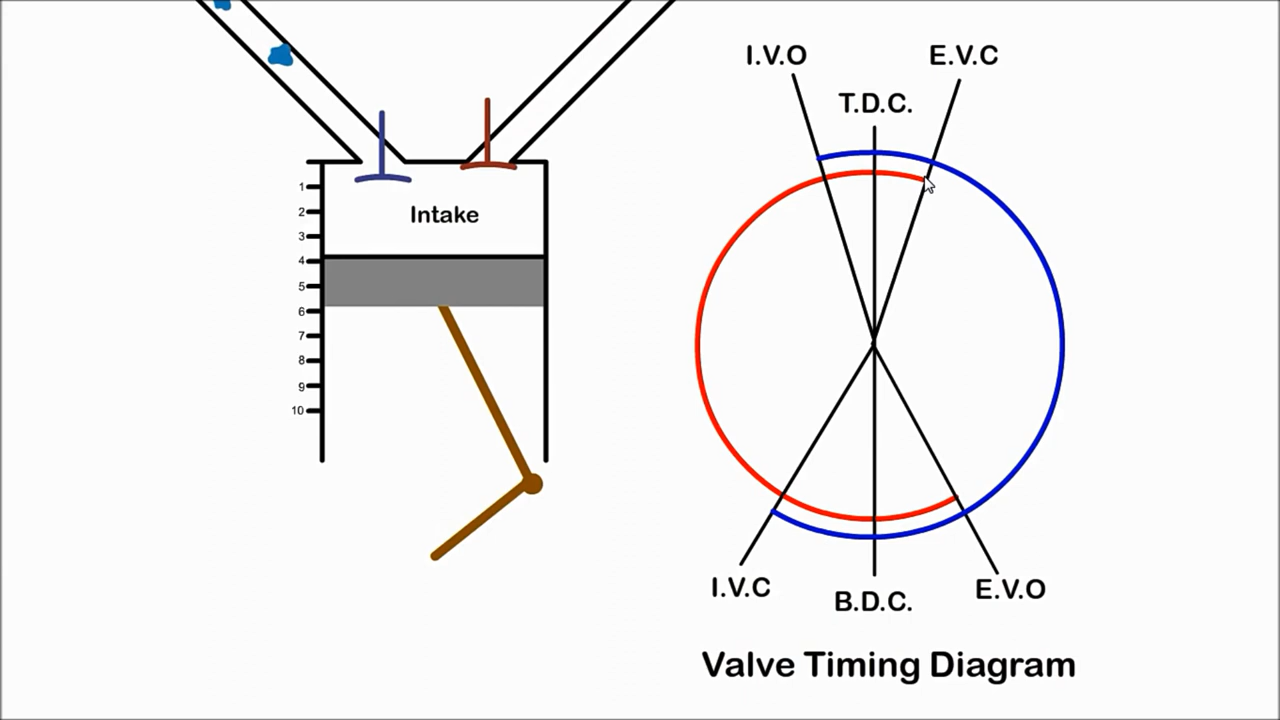 I.V.O
E.V.C
T.D.C.
Intake
1
2
3
4
5
6
7
8
9
10
I.V.C
B.D.C.
E.V.O
Valve Timing Diagram